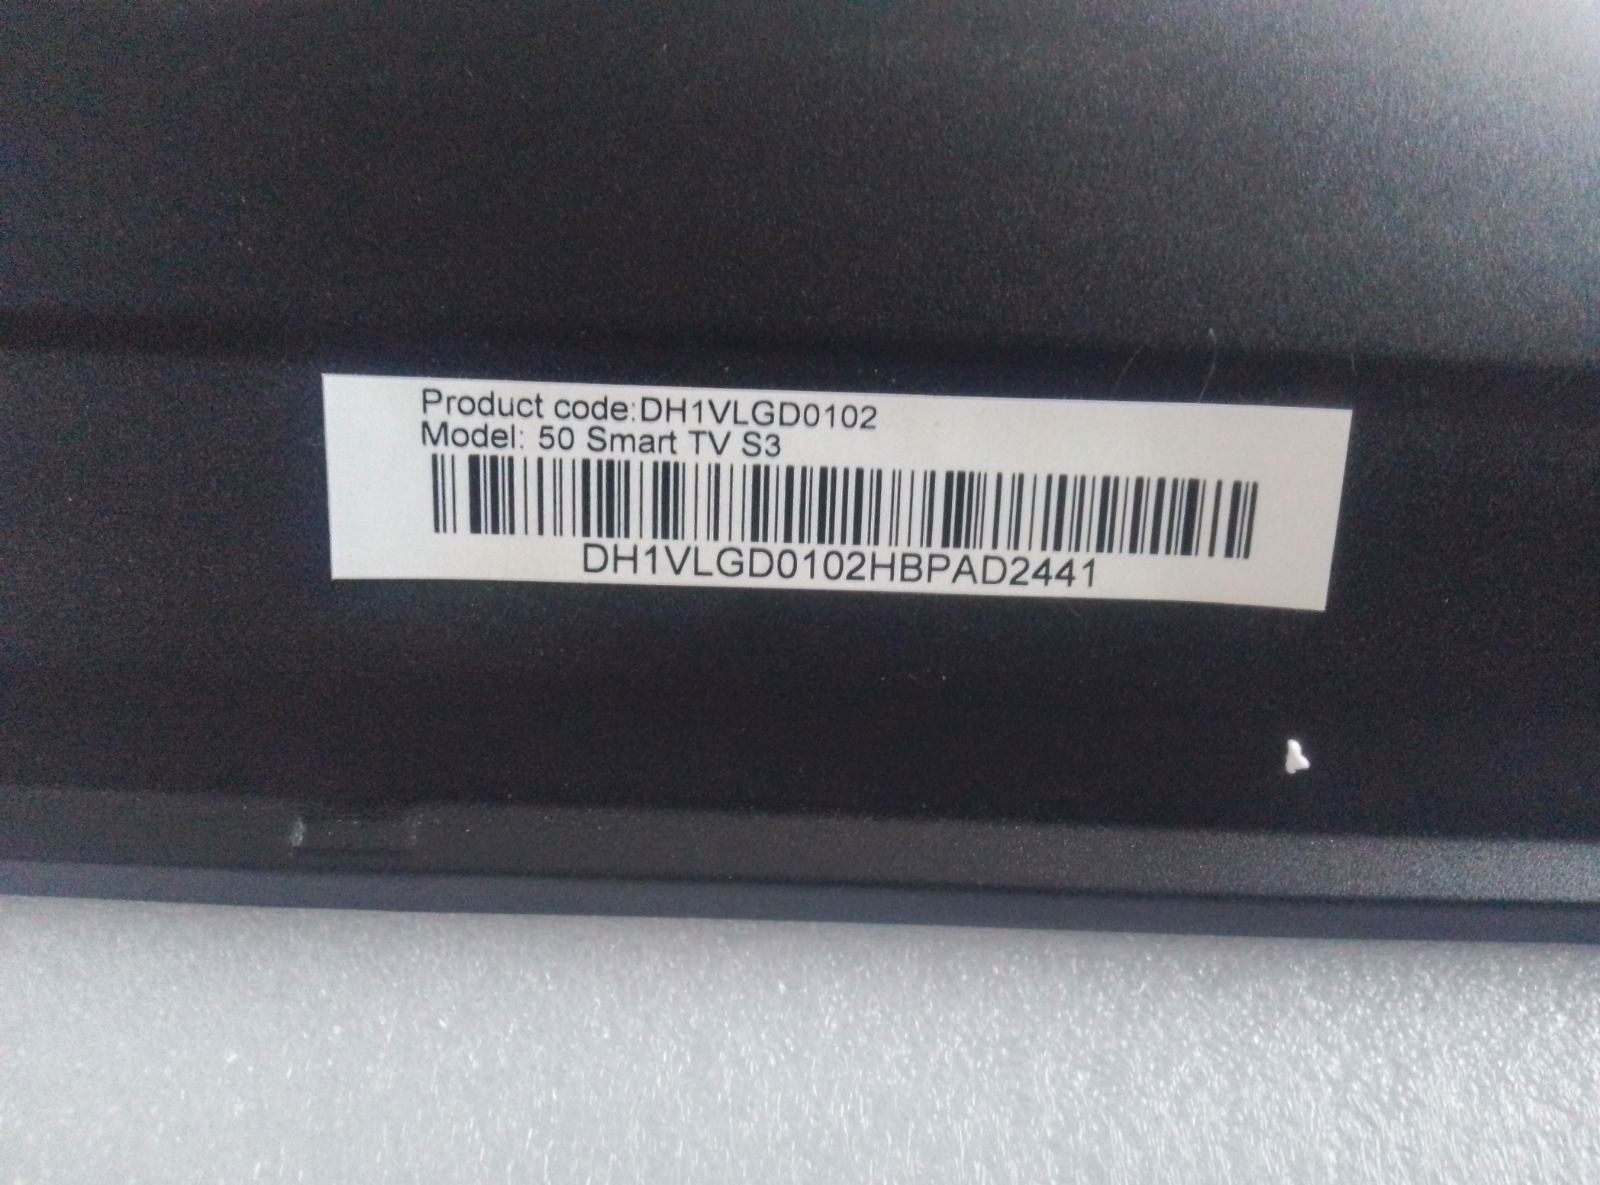 Product code:DH1VLGD0102
Model: 50 Smart TV S3
DH1VLGD0102HBPAD2441